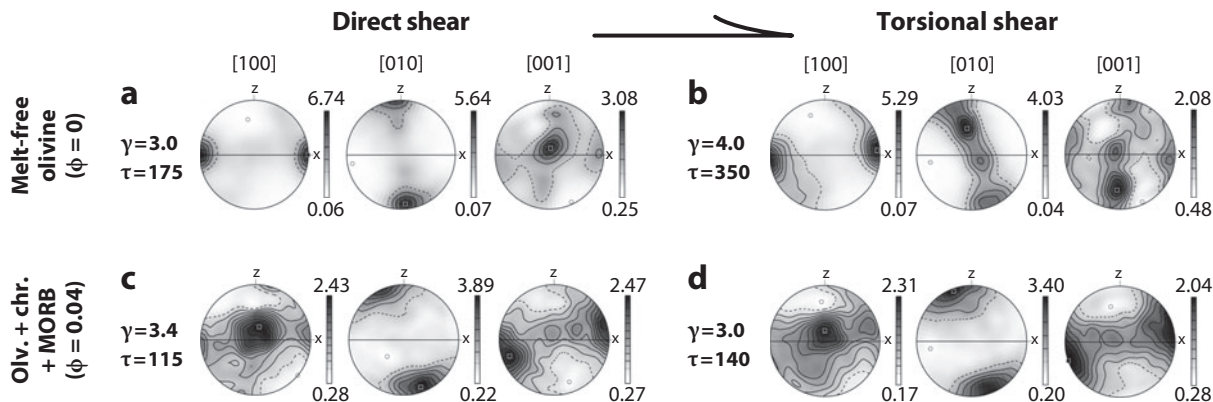 Direct shear
Torsional shear
[100] [010] [001]
[100] [010] [001]
Melt-free
olivine
(ϕ = 0)
a
γ = 3.0
τ = 175
z
6.74
0.06
z
x
5.64
0.07
z
x
3.08
0.25
b
γ = 4.0
τ = 350
z
x
5.29
0.07
z
x
4.03
0.04
z
x
2.08
0.48
Olv. + chr.
+ MORB
(ϕ = 0.04)
c
γ = 3.4
τ = 115
z
x
2.43
0.28
z
x
3.89
0.22
z
x
2.47
0.27
d
γ = 3.0
τ = 140
z
x
2.31
0.17
z
x
3.40
0.20
z
x
2.04
0.28